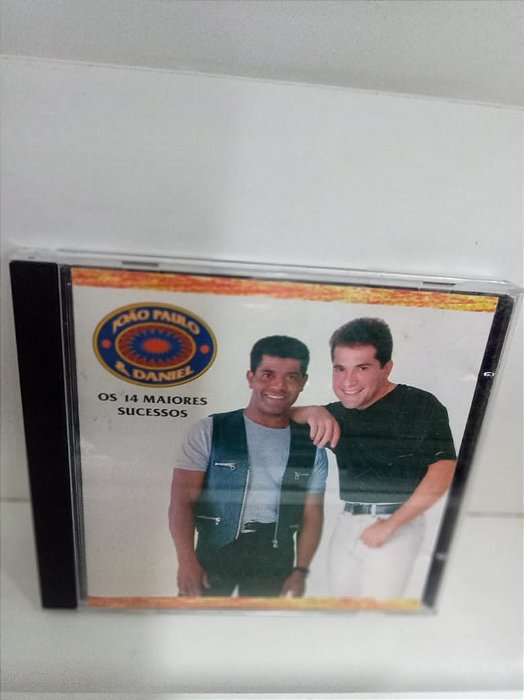 JOÃO PAULO
& DANIEL
OS 14 MAIORES
SUCESSOS